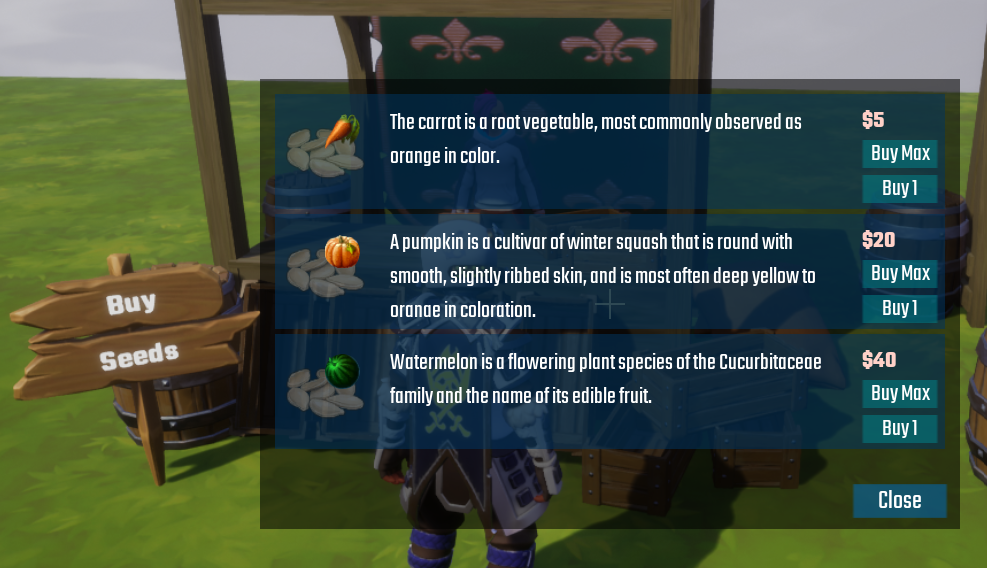 The carrot is a root vegetable, most commonly observed as
orange in color.
$5
Buy Max
Buy 1
A pumpkin is a cultivar of winter squash that is round with
smooth, slightly ribbed skin, and is most often deep yellow to
orange in coloration.
$20
Buy Max
Buy 1
Watermelon is a flowering plant species of the Cucurbitaceae
family and the name of its edible fruit.
$40
Buy Max
Buy 1
Close
Buy
Seeds